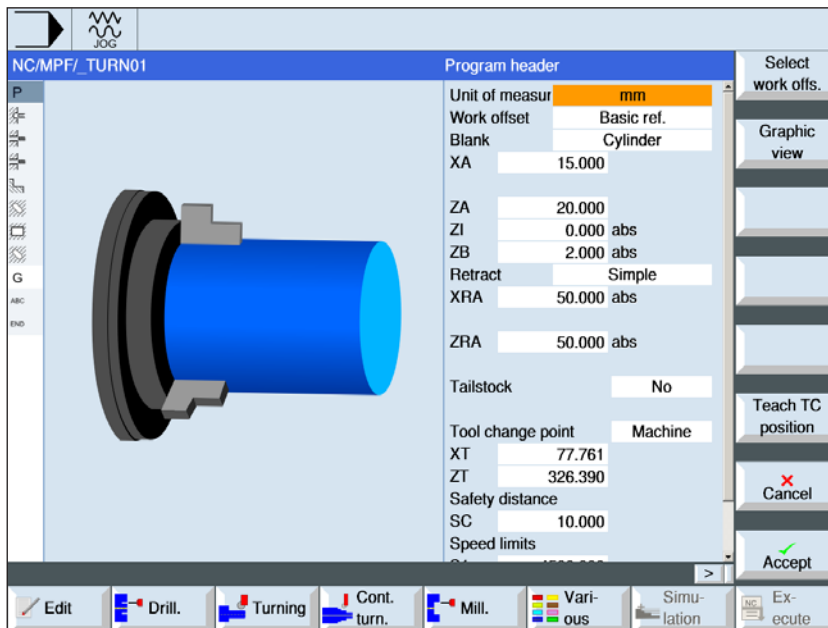 JOG
NC/MPF/_TURN01
Program header
Select
work offs.
P
Unit of measur mm
Work offset Basic ref.
Graphic
view
Blank Cylinder
XA 15.000
ZA 20.000
ZI 0.000 abs
ZB 2.000 abs
G
Retract Simple
ABC
XRA 50.000 abs
END
ZRA 50.000 abs
Tailstock No
Teach TC
position
Tool change point Machine
XT 77.761
ZT 326.390
Cancel
Safety distance
SC 10.000
Speed limits
Accept
>
Edit
Drill.
Turning
Cont.
turn.
Mill.
Vari-
ous
Simu-
lation
NC
Ex-
ecute